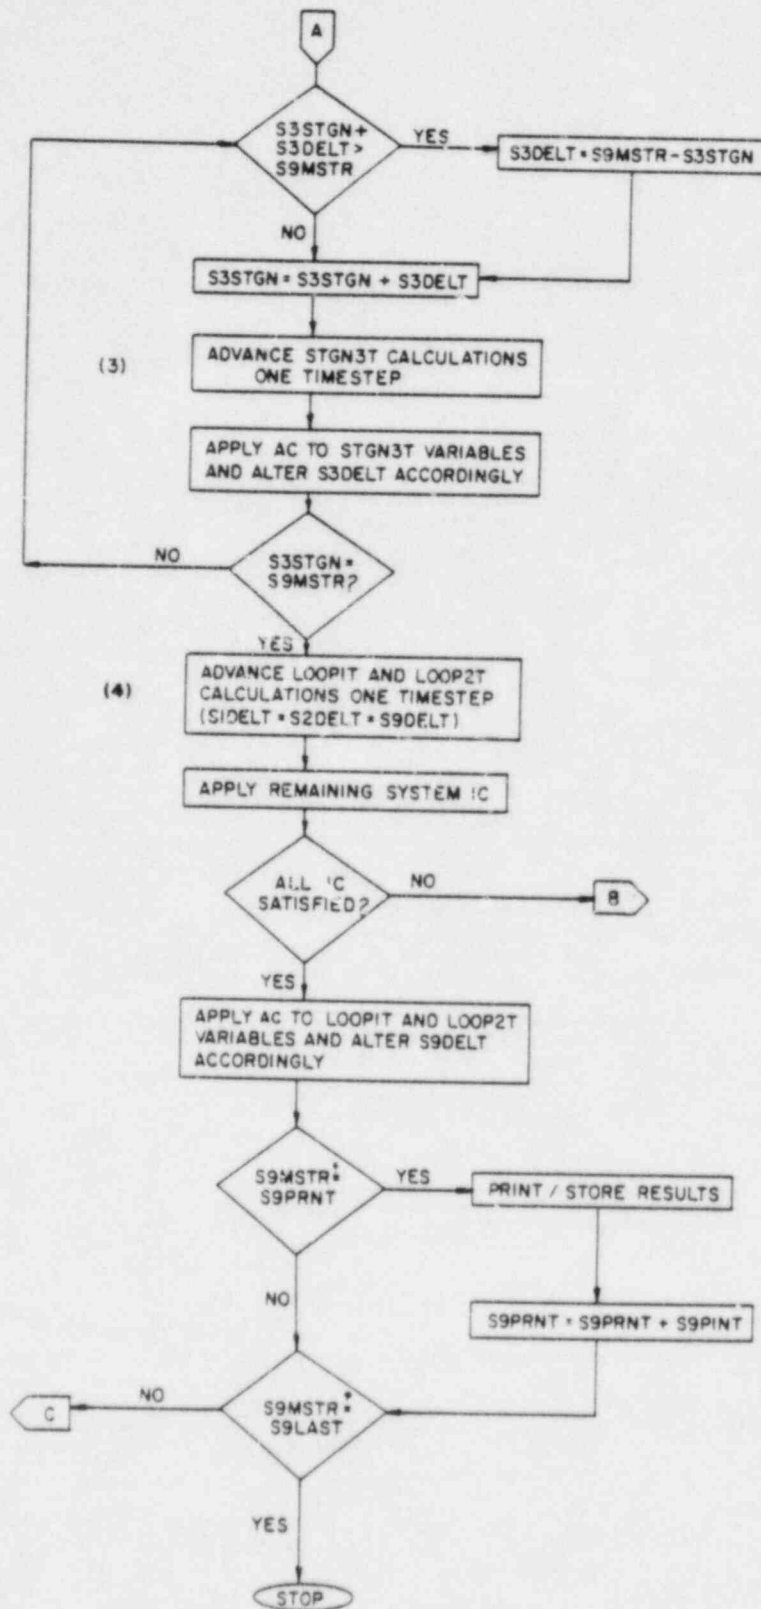 A
S3STGN+
S3DELT>
S9MSTR
YES
S3DELT=S9MSTR-S3STGN
NO
S3STGN=S3STGN + S3DELT
(3)
ADVANCE STGN3T CALCULATIONS
ONE TIMESTEP
APPLY AC TO STGN3T VARIABLES
AND ALTER S3DELT ACCORDINGLY
NO
S3STGN=
S9MSTR?
YES
(4)
ADVANCE LOOP1T AND LOOP2T
CALCULATIONS ONE TIMESTEP
(S1DELT=S2DELT=S9DELT)
APPLY REMAINING SYSTEM IC
ALL IC
SATISFIED?
NO
B
YES
APPLY AC TO LOOP1T AND LOOP2T
VARIABLES AND ALTER S9DELT
ACCORDINGLY
S9MSTR=
S9PRNT
YES
PRINT / STORE RESULTS
NO
S9PRNT=S9PRNT + S9PINT
C
NO
S9MSTR=
S9LAST
YES
STOP